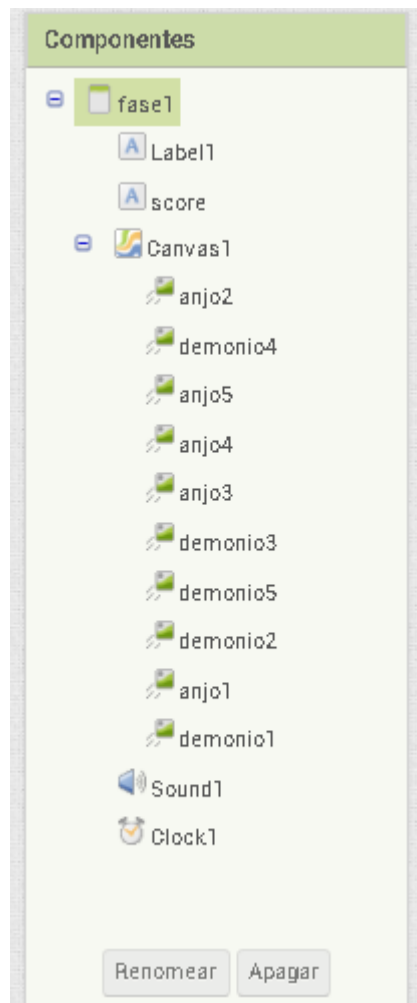 Componentes
fase1
Label1
score
Canvas1
anjo2
demonio4
anjo5
anjo4
anjo3
demonio3
demonio5
demonio2
anjo1
demonio1
Sound1
Clock1
Renomear Apagar